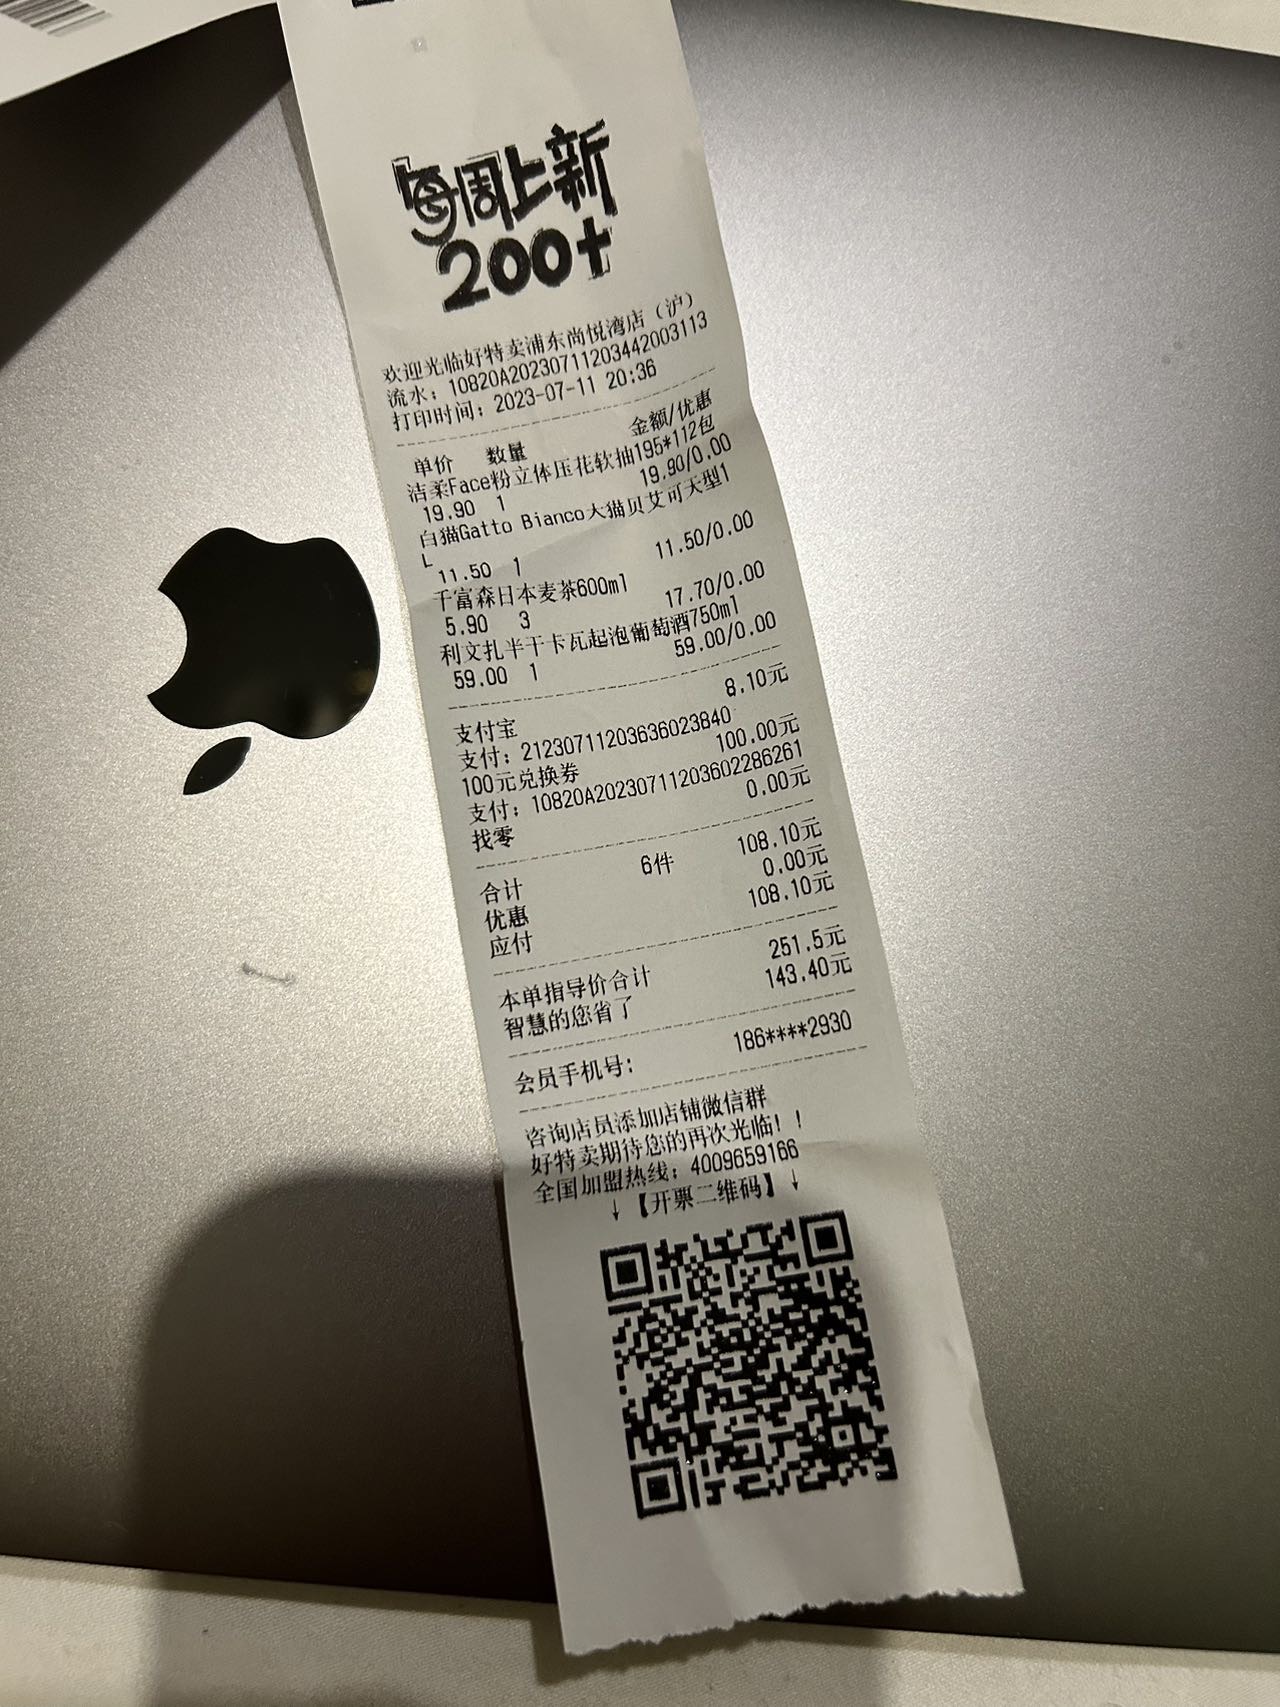 每周上新
200+
欢迎光临好特卖浦东尚悦湾店（沪）
流水：10820A20230711203442003113
打印时间：2023-07-11 20:36
单价 数量 金额/优惠
洁柔Face粉立体压花软抽195*112包
19.90 1 19.90/0.00
白猫Gatto Bianco大猫贝艾可大型1
L
11.50 1 11.50/0.00
千富森日本麦茶600ml
5.90 3 17.70/0.00
利文扎半干卡瓦起泡葡萄酒750ml
59.00 1 59.00/0.00
支付宝 8.10元
支付：21230711203636023840
100元兑换券 100.00元
支付：10820A20230711203602286261
找零 0.00元
合计 6件 108.10元
优惠 0.00元
应付 108.10元
本单指导价合计 251.5元
智慧的您省了 143.40元
会员手机号： 186****2930
咨询店员添加店铺微信群
好特卖期待您的再次光临！！
全国加盟热线：4009659166
↓【开票二维码】↓